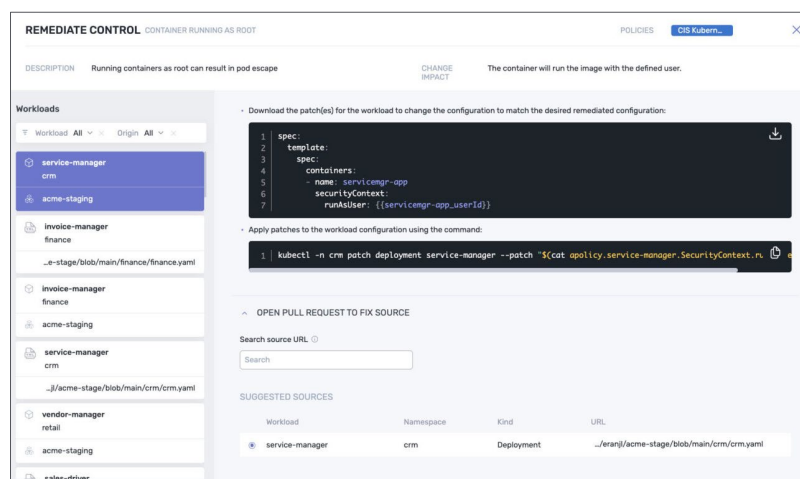 REMEDIATE CONTROL CONTAINER RUNNING AS ROOT
POLICIES CIS Kubern...
DESCRIPTION Running containers as root can result in pod escape
CHANGE IMPACT The container will run the image with the defined user.
Workloads
Workload All Origin All
service-manager
crm
acme-staging
invoice-manager
finance
...e-stage/blob/main/finance/finance.yaml
invoice-manager
finance
acme-staging
service-manager
crm
...jl/acme-stage/blob/main/crm/crm.yaml
vendor-manager
retail
acme-staging
sales-driver
• Download the patch(es) for the workload to change the configuration to match the desired remediated configuration:
1 spec:
2 template:
3 spec:
4 containers:
5 - name: servicemgr-app
6 securityContext:
7 runAsUser: {{servicemgr-app_userId}}
• Apply patches to the workload configuration using the command:
1 kubectl -n crm patch deployment service-manager --patch "$(cat apolicy.service-manager.SecurityContext.ru e
OPEN PULL REQUEST TO FIX SOURCE
Search source URL
Search
SUGGESTED SOURCES
Workload Namespace Kind URL
service-manager crm Deployment .../eranjl/acme-stage/blob/main/crm/crm.yaml